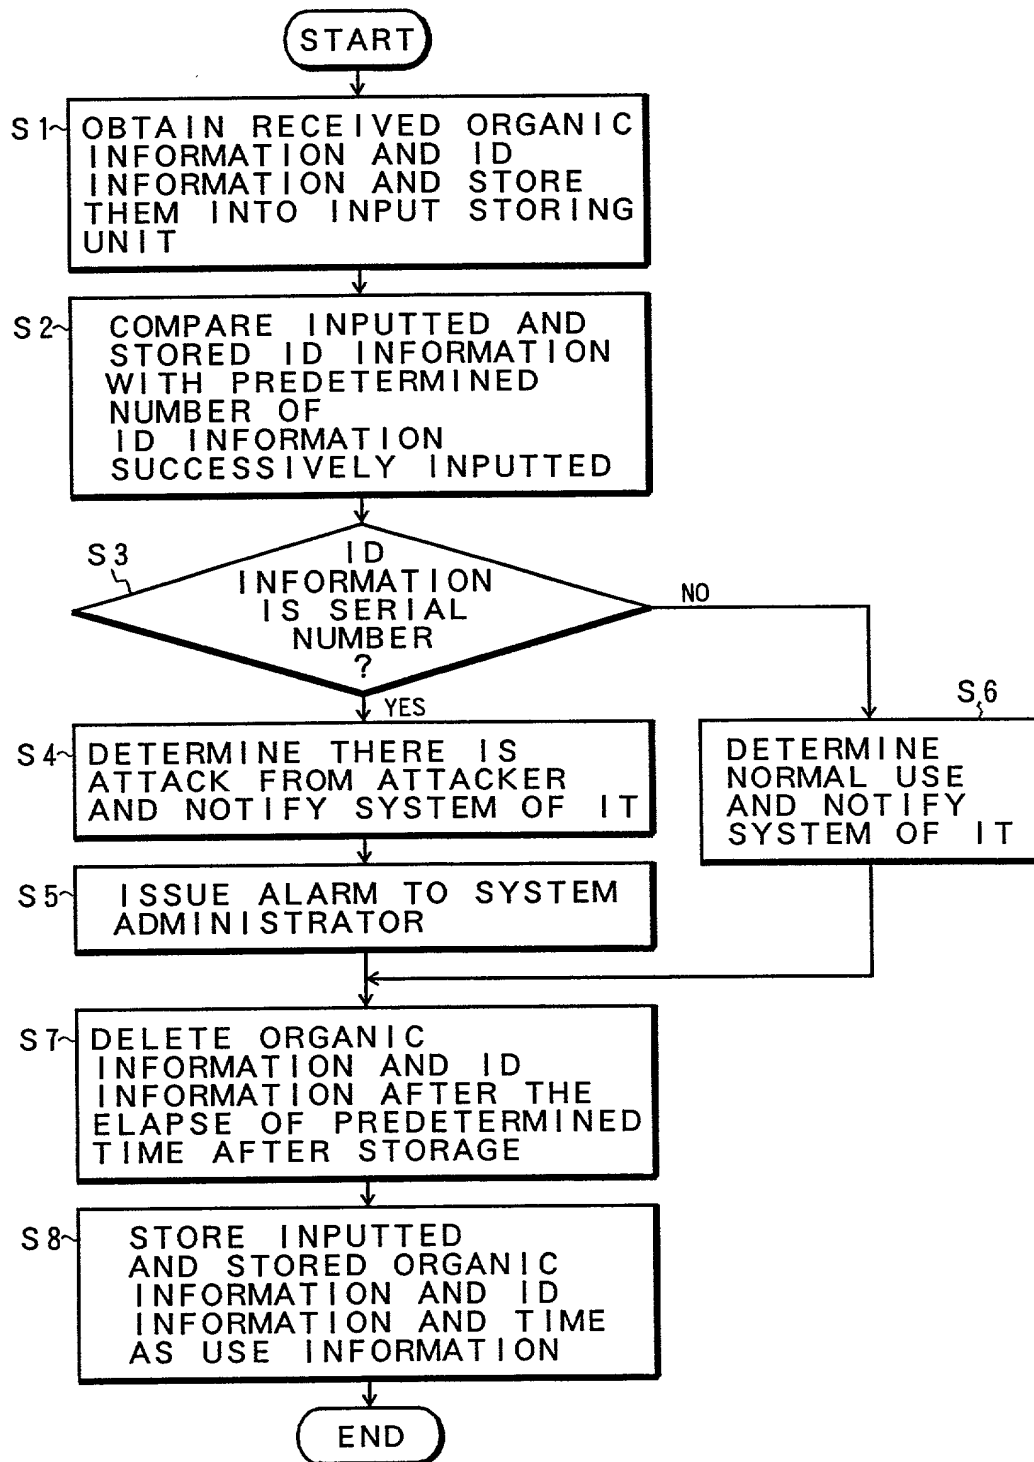 START
S1
OBTAIN RECEIVED ORGANIC
INFORMATION AND ID
INFORMATION AND STORE
THEM INTO INPUT STORING
UNIT
S2
COMPARE INPUTTED AND
STORED ID INFORMATION
WITH PREDETERMINED
NUMBER OF
ID INFORMATION
SUCCESSIVELY INPUTTED
S3
ID
INFORMATION
IS SERIAL
NUMBER
?
NO
YES
S4
DETERMINE THERE IS
ATTACK FROM ATTACKER
AND NOTIFY SYSTEM OF IT
S6
DETERMINE
NORMAL USE
AND NOTIFY
SYSTEM OF IT
S5
ISSUE ALARM TO SYSTEM
ADMINISTRATOR
S7
DELETE ORGANIC
INFORMATION AND ID
INFORMATION AFTER THE
ELAPSE OF PREDETERMINED
TIME AFTER STORAGE
S8
STORE INPUTTED
AND STORED ORGANIC
INFORMATION AND ID
INFORMATION AND TIME
AS USE INFORMATION
END